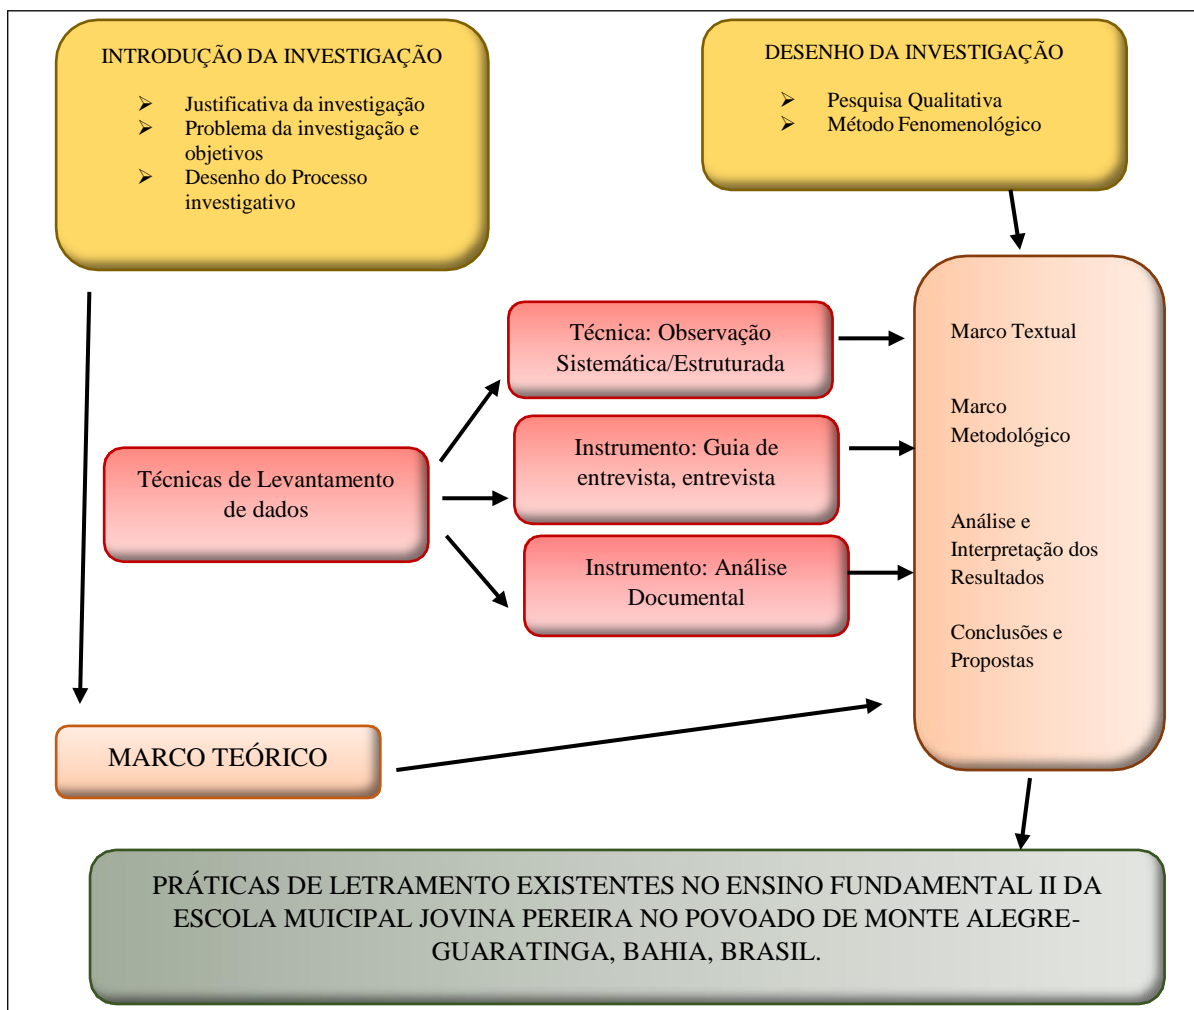 INTRODUÇÃO DA INVESTIGAÇÃO
➢ Justificativa da investigação
➢ Problema da investigação e
objetivos
➢ Desenho do Processo
investigativo
DESENHO DA INVESTIGAÇÃO
➢ Pesquisa Qualitativa
➢ Método Fenomenológico
Técnicas de Levantamento
de dados
Técnica: Observação
Sistemática/Estruturada
Instrumento: Guia de
entrevista, entrevista
Instrumento: Análise
Documental
Marco Textual
Marco
Metodológico
Análise e
Interpretação dos
Resultados
Conclusões e
Propostas
MARCO TEÓRICO
PRÁTICAS DE LETRAMENTO EXISTENTES NO ENSINO FUNDAMENTAL II DA
ESCOLA MUICIPAL JOVINA PEREIRA NO POVOADO DE MONTE ALEGRE-
GUARATINGA, BAHIA, BRASIL.